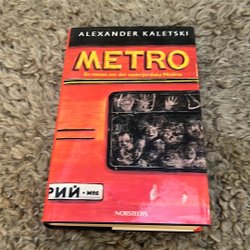 ALEXANDER KALETSKI
METRO
En roman om det underjordiska Moskva
РИЙ · МПС
NORSTEDTS